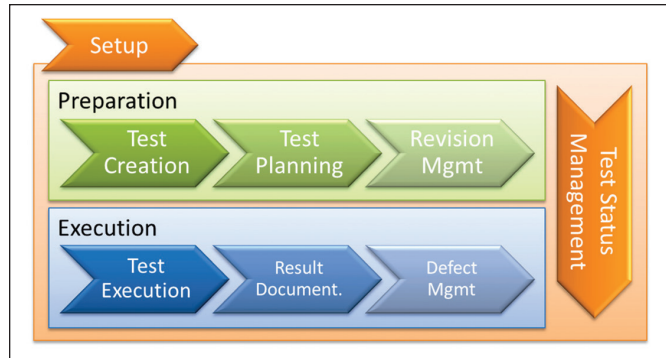 Setup
Preparation
Test
Creation
Test
Planning
Revision
Mgmt
Execution
Test
Execution
Result
Document.
Defect
Mgmt
Test Status
Management